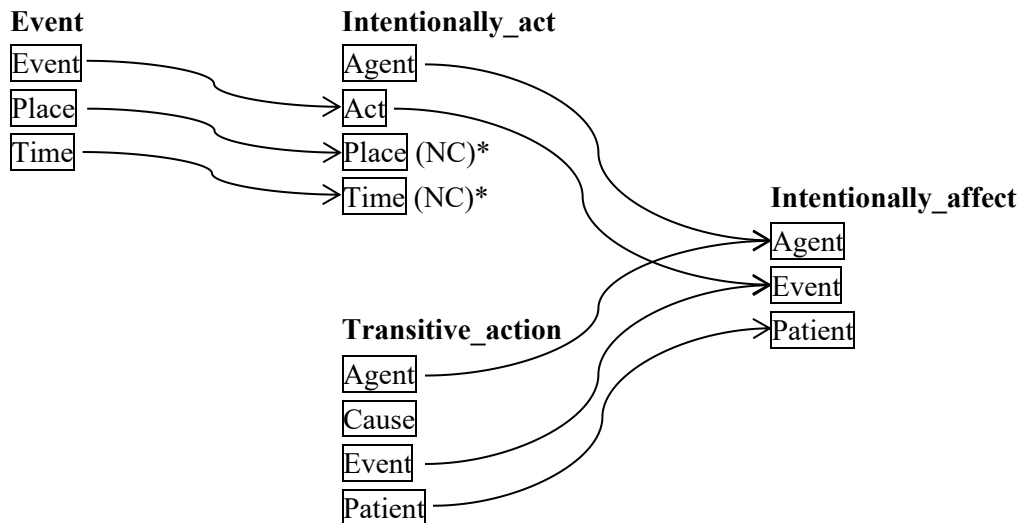 Event
Event
Place
Time
Intentionally_act
Agent
Act
Place (NC)*
Time (NC)*
Transitive_action
Agent
Cause
Event
Patient
Intentionally_affect
Agent
Event
Patient